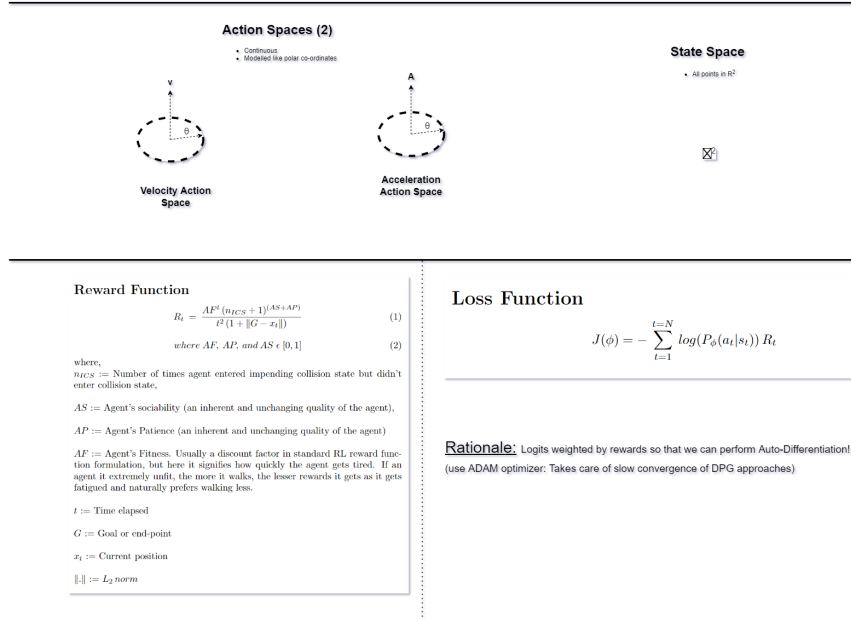 Action Spaces (2)
• Continuous
• Modelled like polar co-ordinates
State Space
• All points in R²
v
θ
A
θ
Velocity Action
Space
Acceleration
Action Space
Reward Function
R_t = AF^t (n_ICS + 1)^(AS+AP) / t² (1 + ||G − x_t||) (1)
where AF, AP, and AS ϵ [0, 1] (2)
where,
n_ICS := Number of times agent entered impending collision state but didn't
enter collision state,
AS := Agent's sociability (an inherent and unchanging quality of the agent),
AP := Agent's Patience (an inherent and unchanging quality of the agent)
AF := Agent's Fitness. Usually a discount factor in standard RL reward func-
tion formulation, but here it signifies how quickly the agent gets tired. If an
agent it extremely unfit, the more it walks, the lesser rewards it gets as it gets
fatigued and naturally prefers walking less.
t := Time elapsed
G := Goal or end-point
x_t := Current position
||.|| := L_2 norm
Loss Function
J(ϕ) = − ∑_{t=1}^{t=N} log(P_ϕ(a_t|s_t)) R_t
Rationale: Logits weighted by rewards so that we can perform Auto-Differentiation!
(use ADAM optimizer: Takes care of slow convergence of DPG approaches)